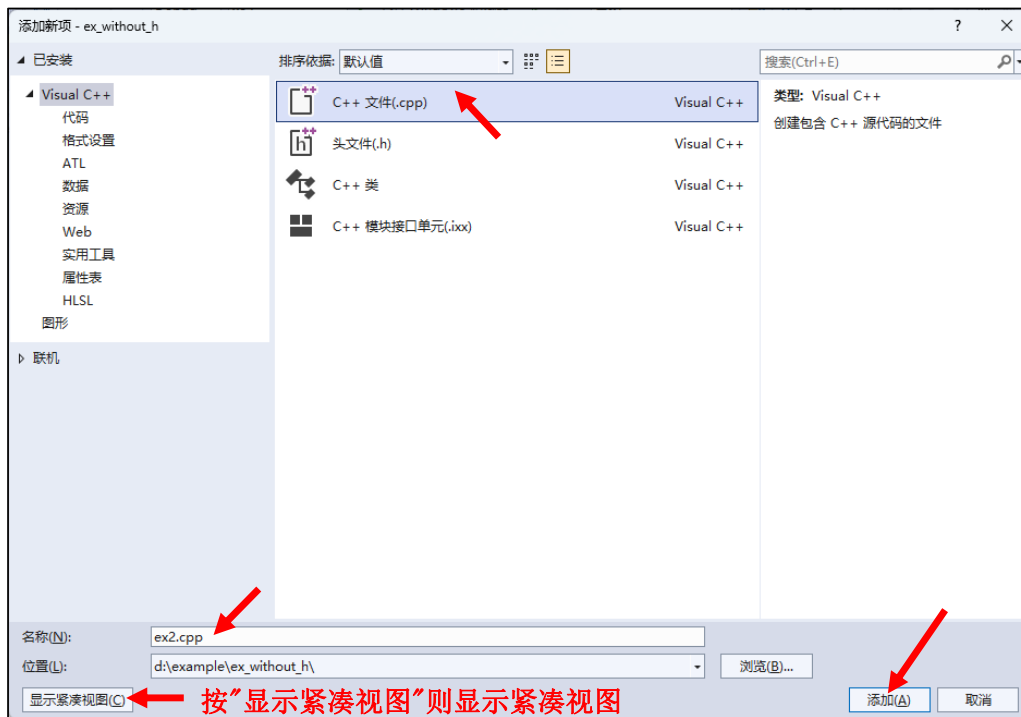 添加新项 - ex_without_h ? ×
已安装
排序依据: 默认值
搜索(Ctrl+E)
Visual C++
代码
格式设置
ATL
数据
资源
Web
实用工具
属性表
HLSL
图形
联机
C++ 文件(.cpp) Visual C++
头文件(.h) Visual C++
C++ 类 Visual C++
C++ 模块接口单元(.ixx) Visual C++
类型: Visual C++
创建包含 C++ 源代码的文件
名称(N): ex2.cpp
位置(L): d:\example\ex_without_h\ 浏览(B)...
显示紧凑视图(C) 按"显示紧凑视图"则显示紧凑视图 添加(A) 取消